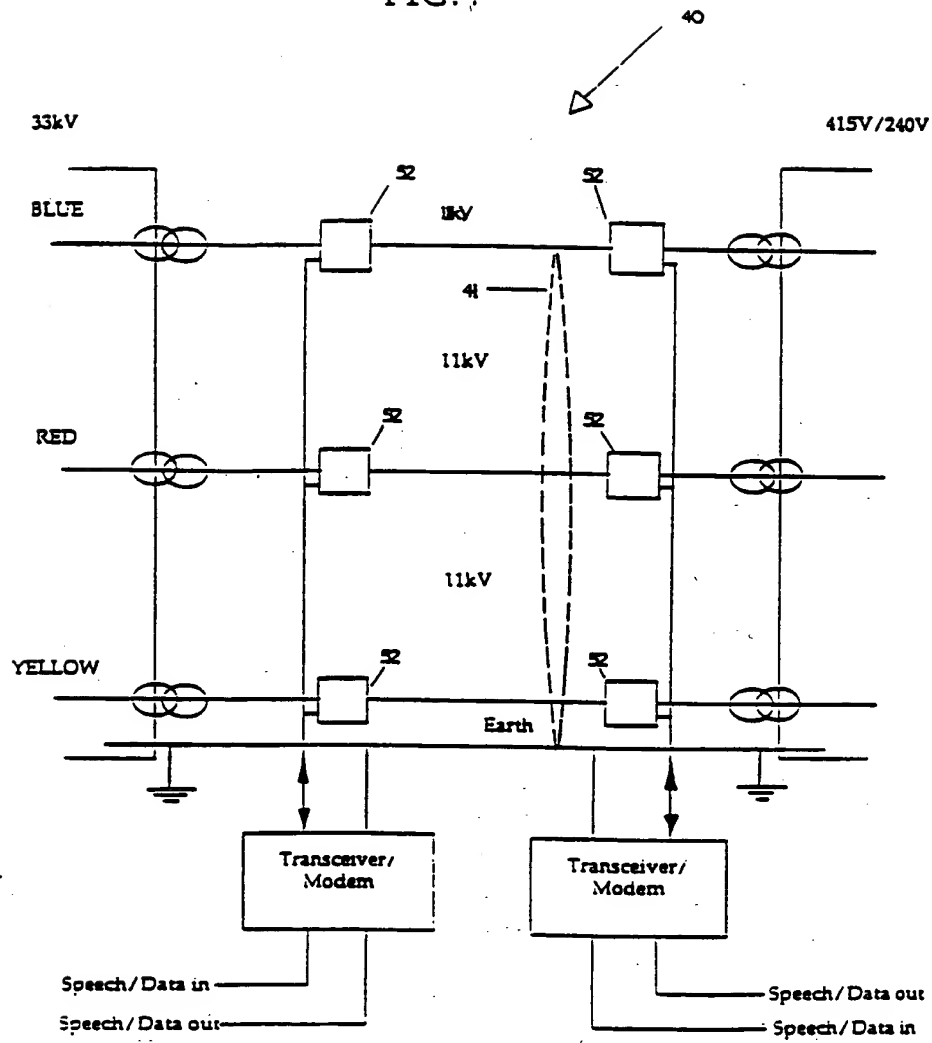 FIG.
40
33kV
415V/240V
52
52
BLUE
11kV
41
11kV
52
52
RED
11kV
52
52
YELLOW
Earth
Transceiver/
Modem
Transceiver/
Modem
Speech/Data in
Speech/Data out
Speech/Data out
Speech/Data in